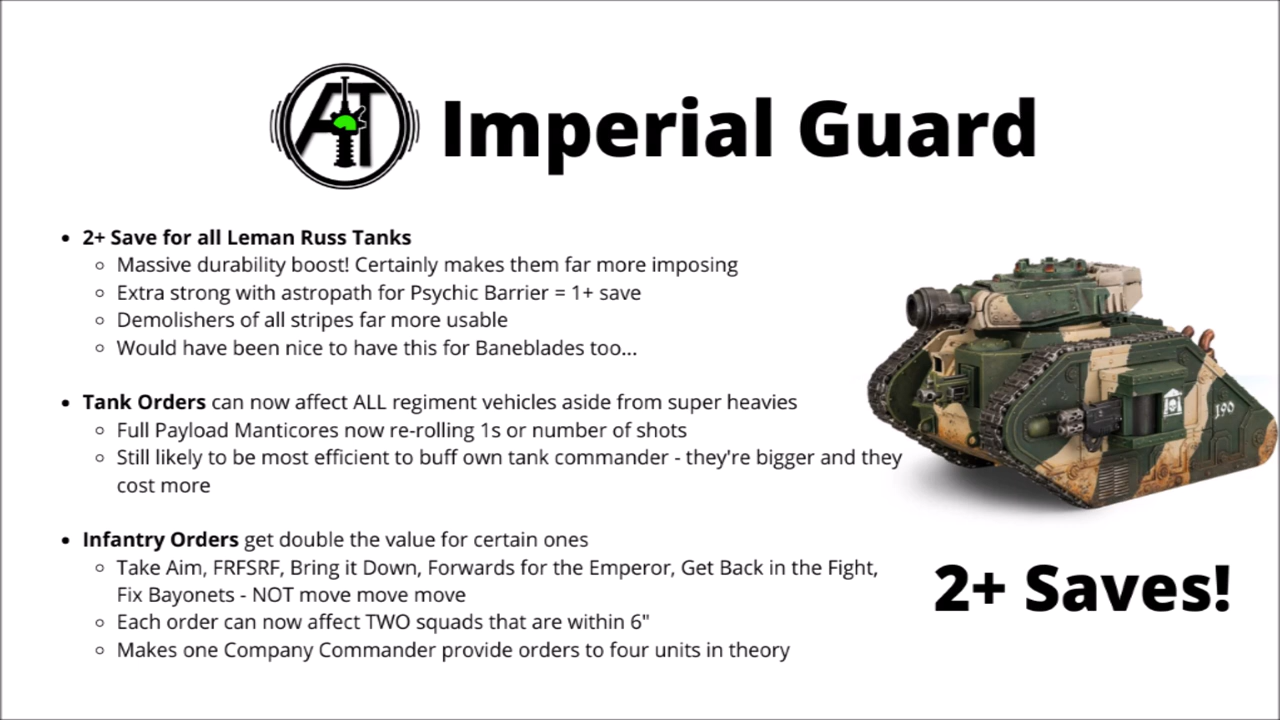 AT
Imperial Guard
• 2+ Save for all Leman Russ Tanks
○ Massive durability boost! Certainly makes them far more imposing
○ Extra strong with astropath for Psychic Barrier = 1+ save
○ Demolishers of all stripes far more usable
○ Would have been nice to have this for Baneblades too...
• Tank Orders can now affect ALL regiment vehicles aside from super heavies
○ Full Payload Manticores now re-rolling 1s or number of shots
○ Still likely to be most efficient to buff own tank commander - they're bigger and they
cost more
• Infantry Orders get double the value for certain ones
○ Take Aim, FRFSRF, Bring it Down, Forwards for the Emperor, Get Back in the Fight,
Fix Bayonets - NOT move move move
○ Each order can now affect TWO squads that are within 6"
○ Makes one Company Commander provide orders to four units in theory
190
2+ Saves!